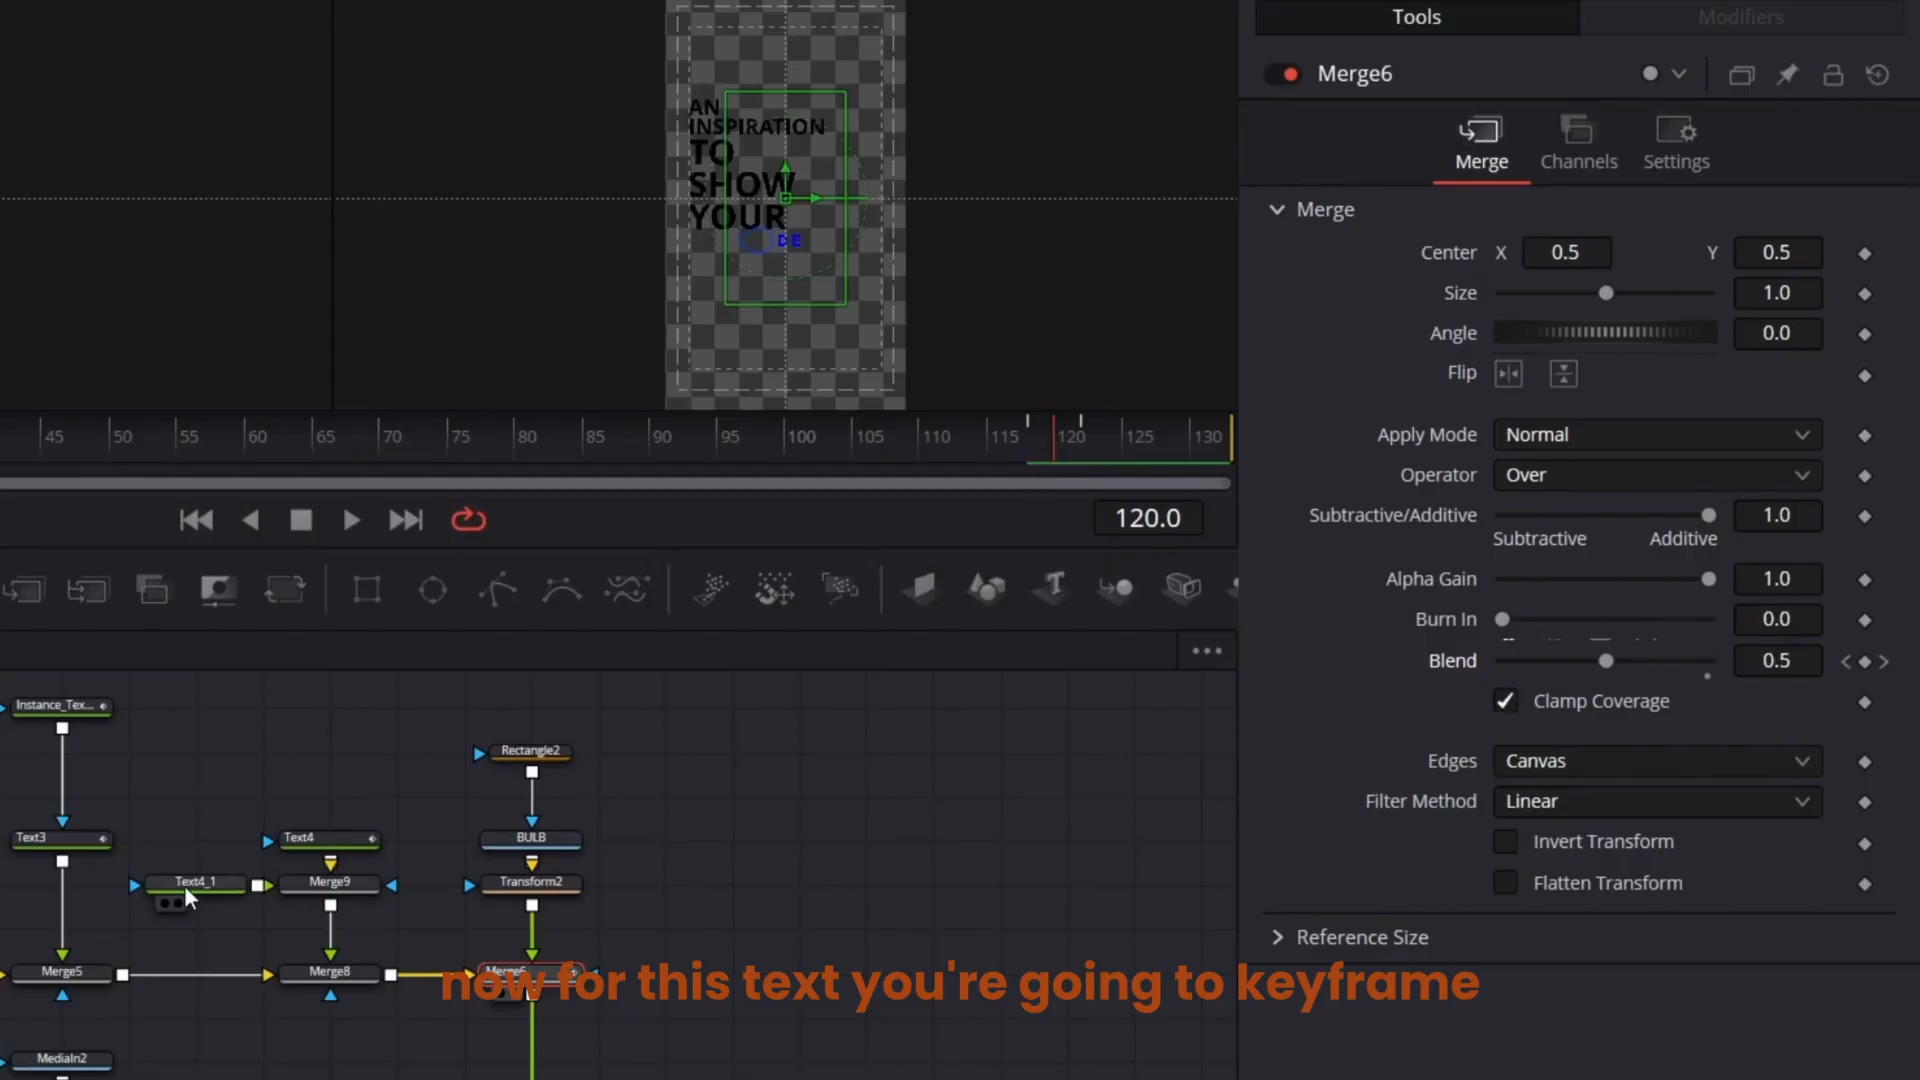 Tools
Modifiers
Merge6
Merge
Channels
Settings
AN
INSPIRATION
TO
SHOW
YOUR
DE
Merge
Center X 0.5 Y 0.5
Size 1.0
Angle 0.0
Flip
Apply Mode Normal
Operator Over
Subtractive/Additive 1.0
Subtractive Additive
Alpha Gain 1.0
Burn In 0.0
Blend 0.5
Clamp Coverage
Edges Canvas
Filter Method Linear
Invert Transform
Flatten Transform
Reference Size
45 50 55 60 65 70 75 80 85 90 95 100 105 110 115 120 125 130
120.0
Instance_Tex...
Rectangle2
Text3
Text4
BULB
Text4_1
Merge9
Transform2
Merge5
Merge8
Merge6
now for this text you're going to keyframe
MediaIn2